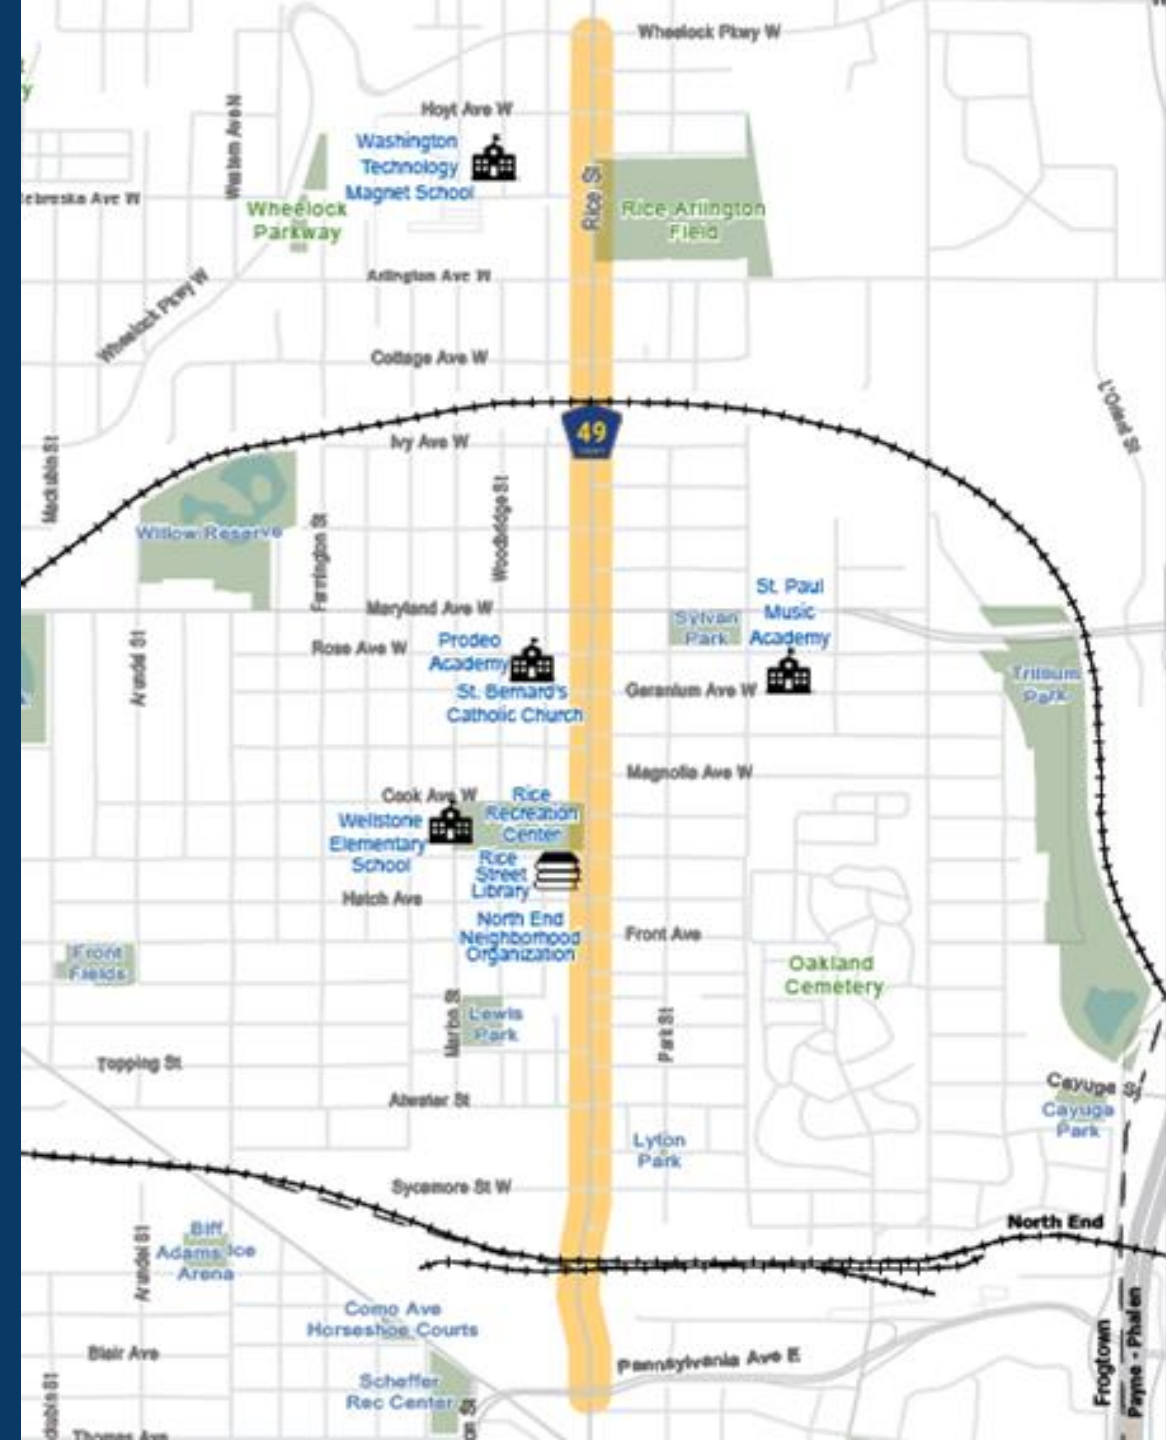 Wheelock Pkwy W
Hoyt Ave W
Western Ave N
Washington
Technology
Magnet School
Rice St
Wheelock
Parkway
Rice Arlington
Field
Arlington Ave W
Wheelock Pkwy W
Cottage Ave W
L'Orient St
49
Ivy Ave W
Mackubin St
Woodbridge St
Willow Reserve
Farrington St
St. Paul
Music
Academy
Maryland Ave W
Sylvan
Park
Arundel St
Rose Ave W
Prodeo
Academy
St. Bernard's
Catholic Church
Geranium Ave W
Trillium
Park
Magnolia Ave W
Cook Ave W
Rice
Recreation
Center
Wellstone
Elementary
School
Rice
Street
Library
Hatch Ave
North End
Neighborhood
Organization
Front Ave
Front
Fields
Oakland
Cemetery
Marion St
Lewis
Park
Park St
Topping St
Cayuga St
Atwater St
Cayuga
Park
Lyton
Park
Sycamore St W
North End
Biff
Adams Ice
Arena
Arundel St
Como Ave
Horseshoe Courts
Blair Ave
Pennsylvania Ave E
Frogtown
Payne - Phalen
Scheffer
Rec Center
Thomas Ave